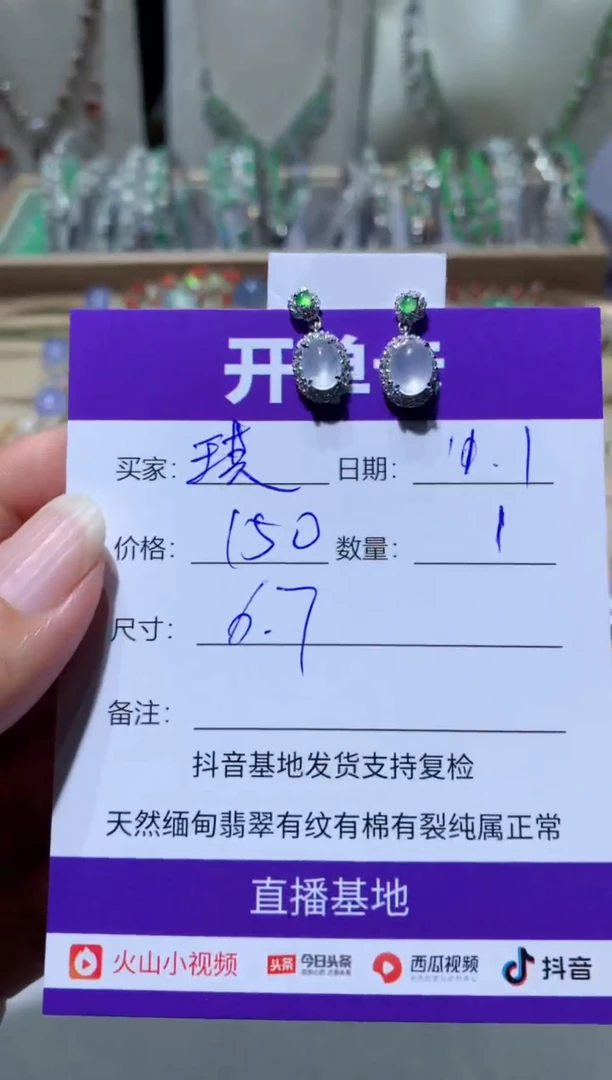 开单卡
买家: 琪 日期: 10.1
价格: 150 数量: 1
尺寸: 6.7
备注:
抖音基地发货支持复检
天然缅甸翡翠有纹有棉有裂纯属正常
直播基地
火山小视频 头条 今日头条 西瓜视频 抖音